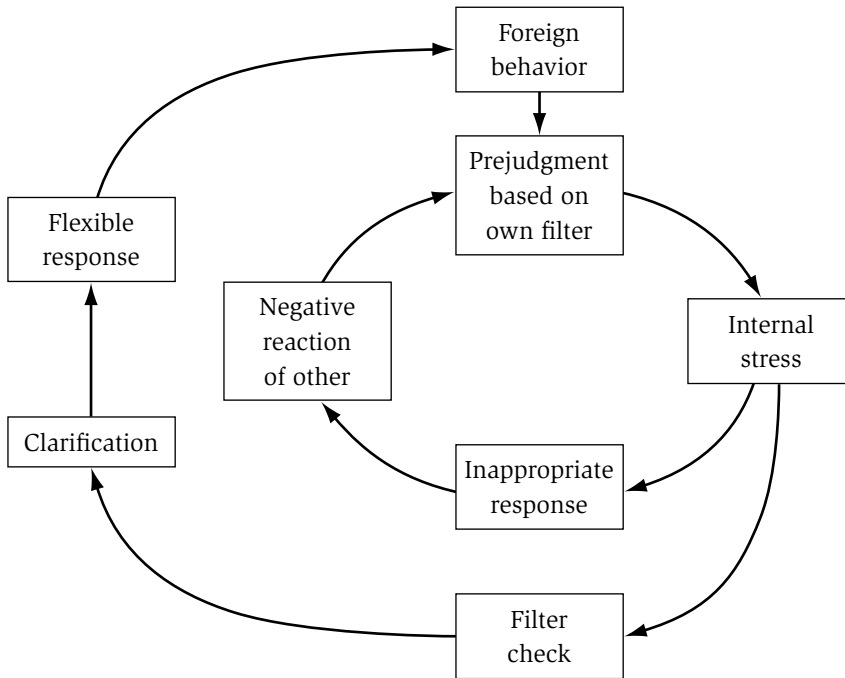 Foreign
behavior
Prejudgment
based on
own filter
Flexible
response
Negative
reaction
of other
Internal
stress
Clarification
Inappropriate
response
Filter
check